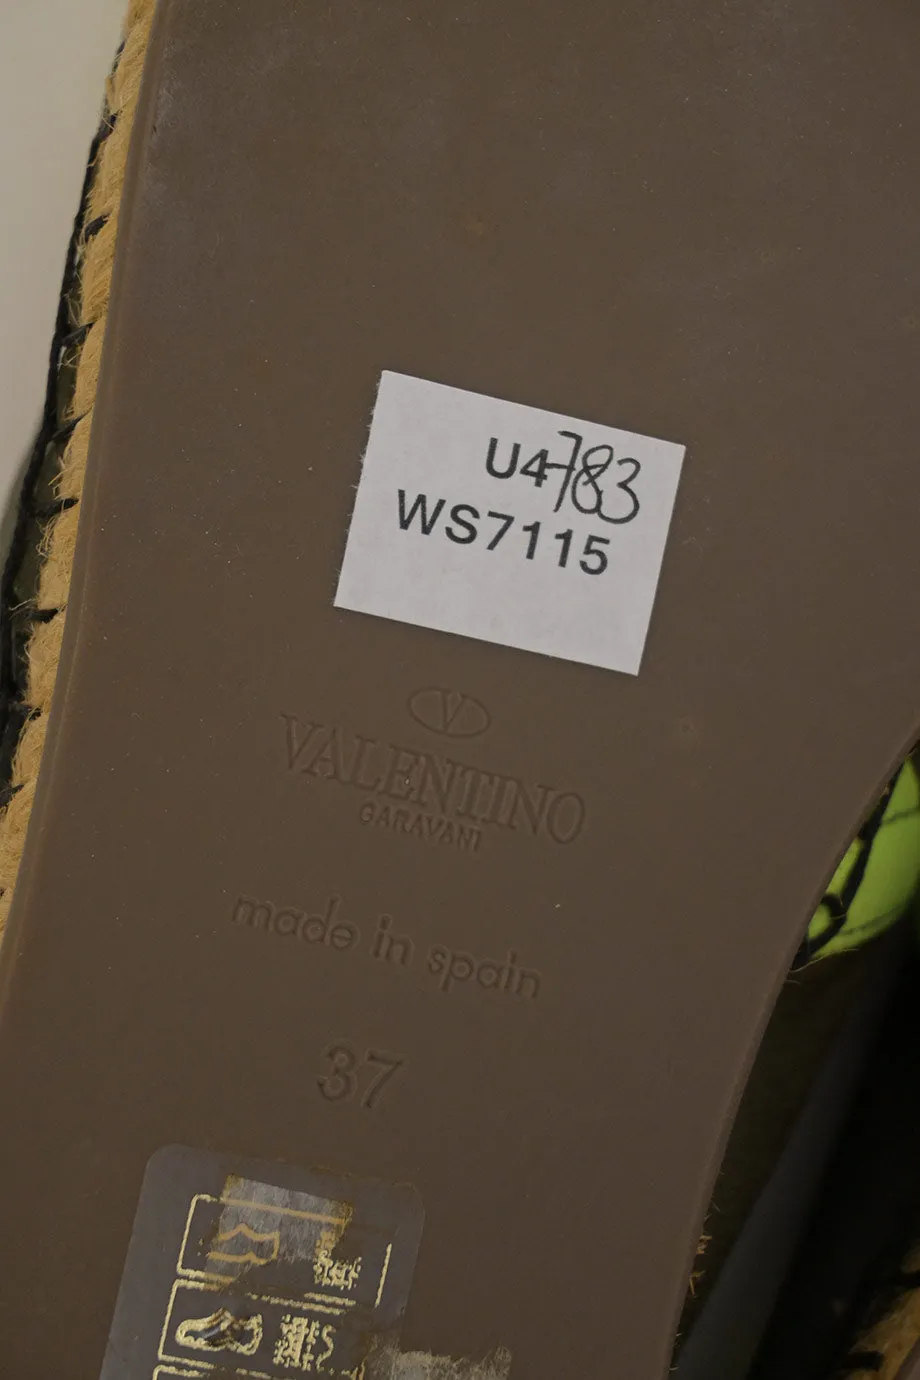 U4783
WS7115
V
VALENTINO
GARAVANI
made in spain
37